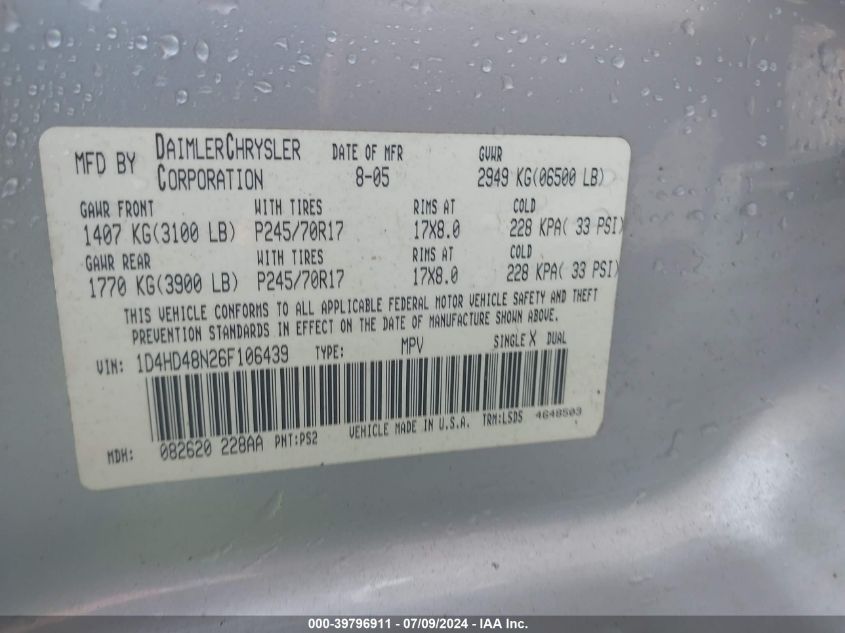 MFD BY DAIMLERCHRYSLER CORPORATION DATE OF MFR 8-05 GVWR 2949 KG(06500 LB)
GAWR FRONT WITH TIRES RIMS AT COLD
1407 KG(3100 LB) P245/70R17 17X8.0 228 KPA( 33 PSI)
GAWR REAR WITH TIRES RIMS AT COLD
1770 KG(3900 LB) P245/70R17 17X8.0 228 KPA( 33 PSI)
THIS VEHICLE CONFORMS TO ALL APPLICABLE FEDERAL MOTOR VEHICLE SAFETY AND THEFT
PREVENTION STANDARDS IN EFFECT ON THE DATE OF MANUFACTURE SHOWN ABOVE.
VIN: 1D4HD48N26F106439 TYPE: MPV SINGLE X DUAL
MDH: 082620 228AA PNT:PS2 VEHICLE MADE IN U.S.A. TRM:LSD5 4648503
000-39796911 - 07/09/2024 - IAA Inc.